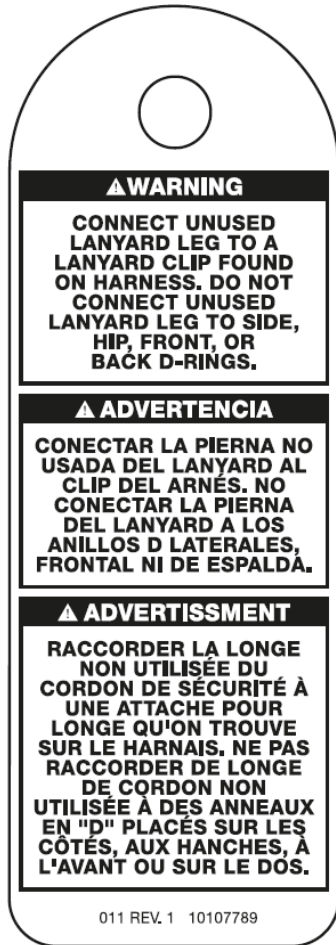 ⚠WARNING
CONNECT UNUSED
LANYARD LEG TO A
LANYARD CLIP FOUND
ON HARNESS. DO NOT
CONNECT UNUSED
LANYARD LEG TO SIDE,
HIP, FRONT, OR
BACK D-RINGS.
⚠ ADVERTENCIA
CONECTAR LA PIERNA NO
USADA DEL LANYARD AL
CLIP DEL ARNÉS. NO
CONECTAR LA PIERNA
DEL LANYARD A LOS
ANILLOS D LATERALES,
FRONTAL NI DE ESPALDA.
⚠ ADVERTISSMENT
RACCORDER LA LONGE
NON UTILISÉE DU
CORDON DE SÉCURITÉ À
UNE ATTACHE POUR
LONGE QU'ON TROUVE
SUR LE HARNAIS. NE PAS
RACCORDER DE LONGE
DE CORDON NON
UTILISÉE À DES ANNEAUX
EN "D" PLACÉS SUR LES
CÔTÉS, AUX HANCHES, À
L'AVANT OU SUR LE DOS.
011 REV. 1 10107789